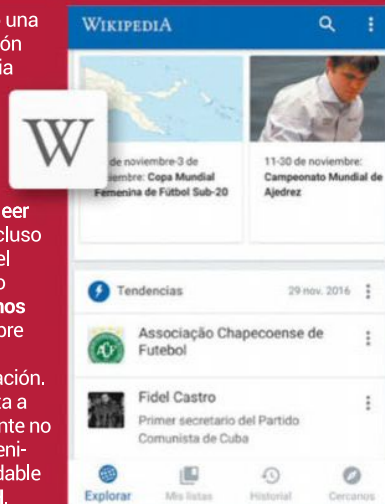 una
ón
ia
W
eer
cluso
el
o
nos
bre
ación.
ta a
nte no
eni-
dable
d.
WIKIPEDIA
de noviembre-3 de
iembre: Copa Mundial
Femenina de Fútbol Sub-20
11-30 de noviembre:
Campeonato Mundial de
Ajedrez
Tendencias 29 nov. 2016
Associação Chapecoense de
Futebol
Fidel Castro
Primer secretario del Partido
Comunista de Cuba
Explorar Mis listas Historial Cercanos